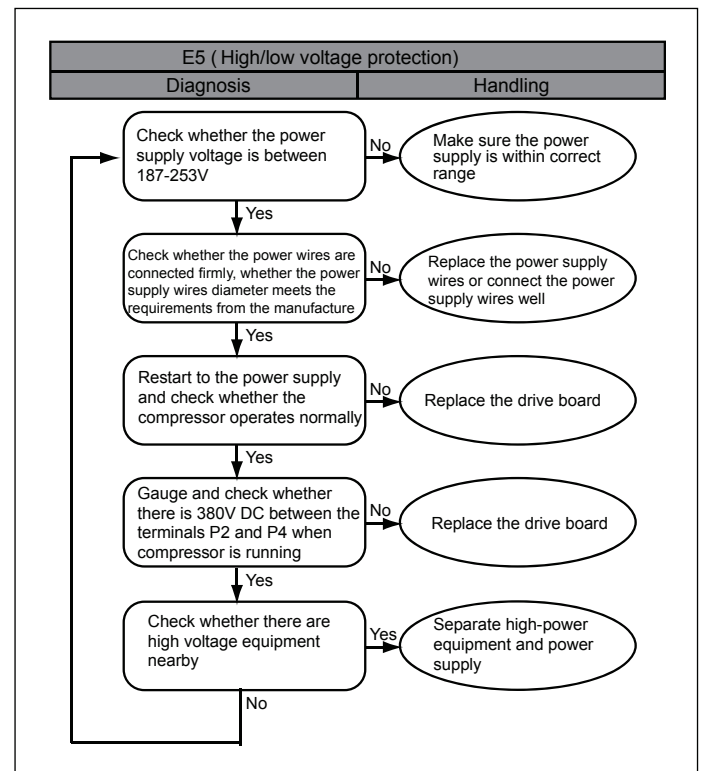 E5 ( High/low voltage protection)
Diagnosis
Handling
Check whether the power
supply voltage is between
187-253V
No
Make sure the power
supply is within correct
range
Yes
Check whether the power wires are
connected firmly, whether the power
supply wires diameter meets the
requirements from the manufacture
No
Replace the power supply
wires or connect the power
supply wires well
Yes
Restart to the power supply
and check whether the
compressor operates normally
No
Replace the drive board
Yes
Gauge and check whether
there is 380V DC between the
terminals P2 and P4 when
compressor is running
No
Replace the drive board
Yes
Check whether there are
high voltage equipment
nearby
Yes
Separate high-power
equipment and power
supply
No